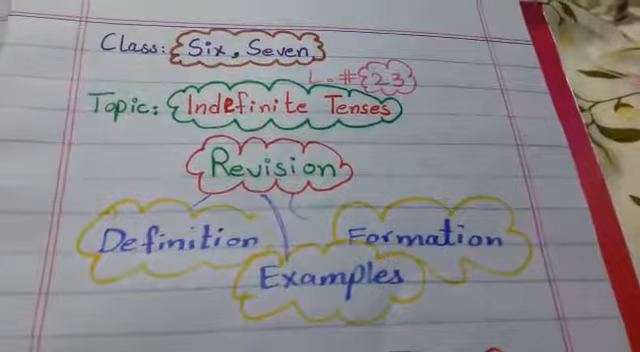 Class: Six, Seven
L.# 23
Topic: Indefinite Tenses
Revision
Definition
Formation
Examples